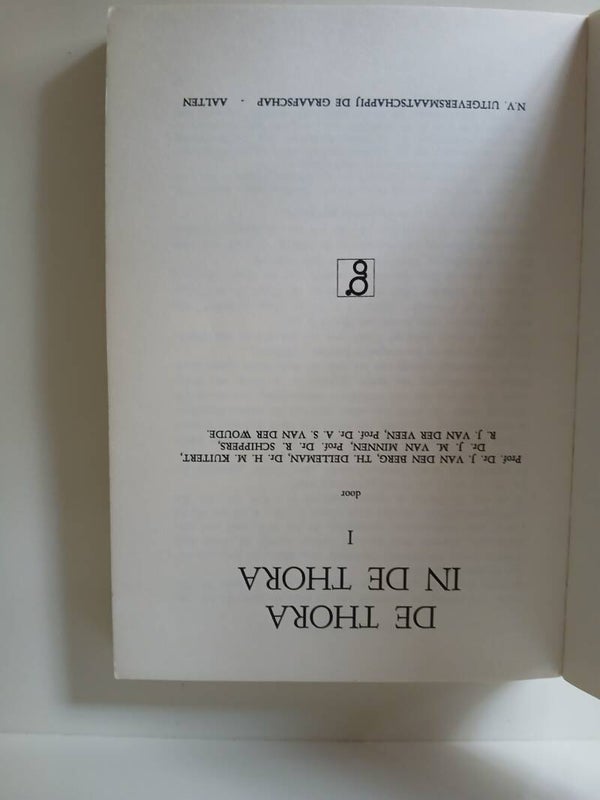 DE THORA
IN DE THORA
I
door
Prof. Dr. J. VAN DEN BERG, TH. DELLEMAN, Dr. H. M. KUITERT,
Dr. J. M. VAN MINNEN, Prof. Dr. R. SCHIPPERS,
R. J. VAN DER VEEN, Prof. Dr. A. S. VAN DER WOUDE.
N.V. UITGEVERSMAATSCHAPPIJ DE GRAAFSCHAP - AALTEN